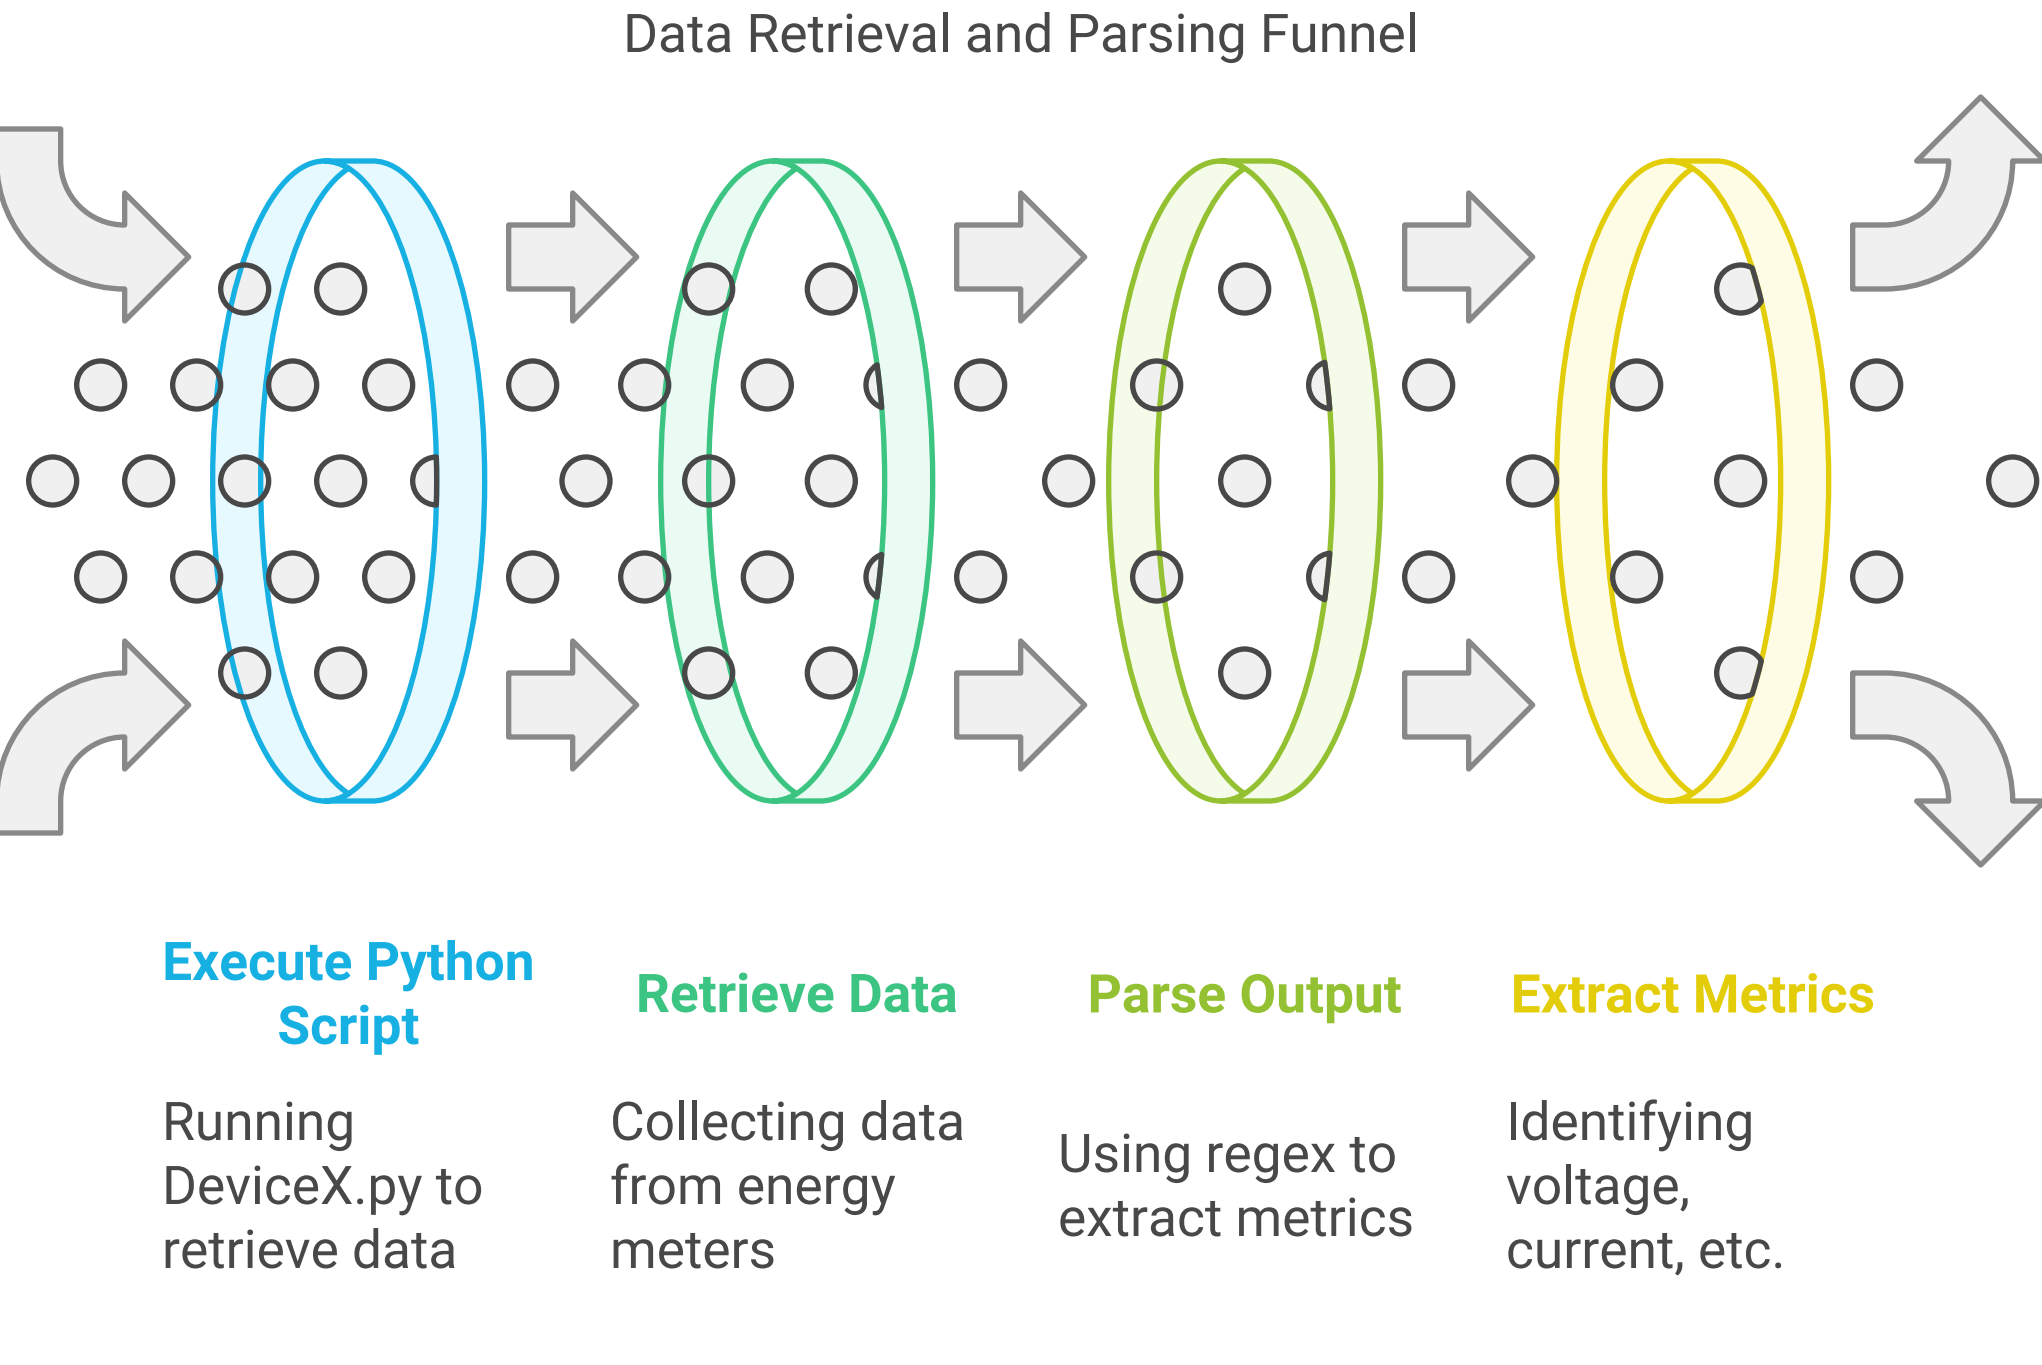 Data Retrieval and Parsing Funnel
Execute Python
Script
Running
DeviceX.py to
retrieve data
Retrieve Data
Collecting data
from energy
meters
Parse Output
Using regex to
extract metrics
Extract Metrics
Identifying
voltage,
current, etc.